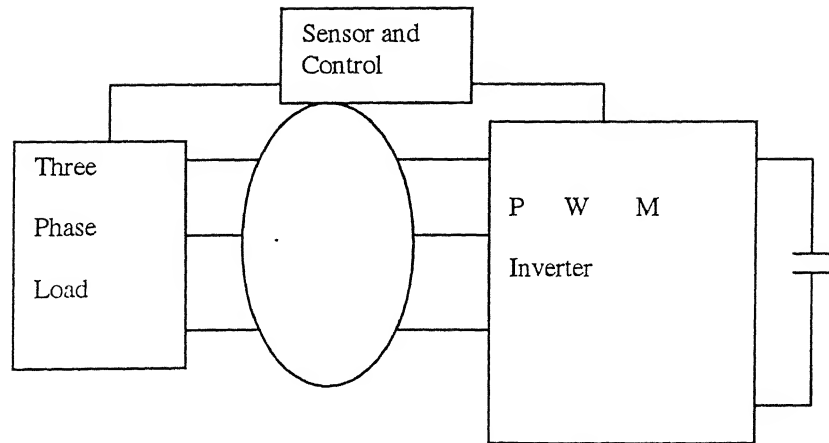 Sensor and
Control
Three
Phase
Load
P W M
Inverter